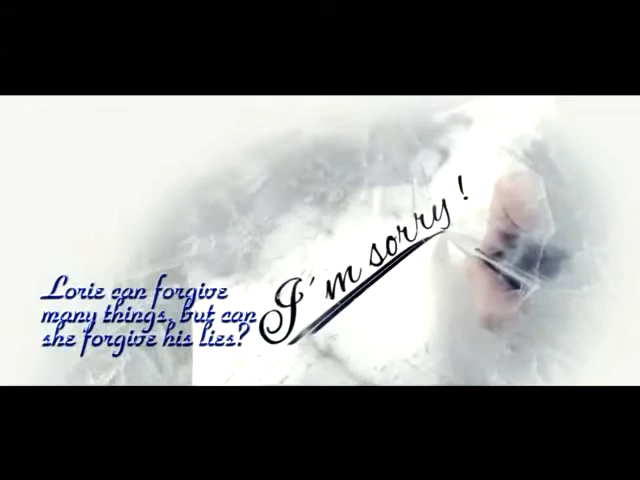 I'm sorry!
Lorie can forgive
many things, but can
she forgive his lies?